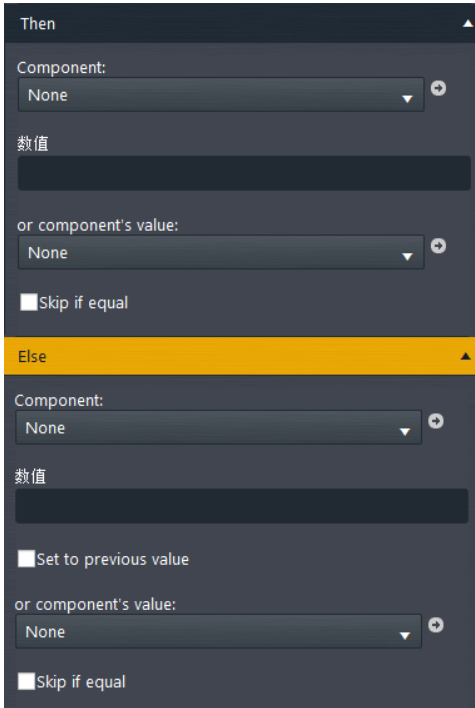 Then
Component:
None
数值
or component's value:
None
Skip if equal
Else
Component:
None
数值
Set to previous value
or component's value:
None
Skip if equal